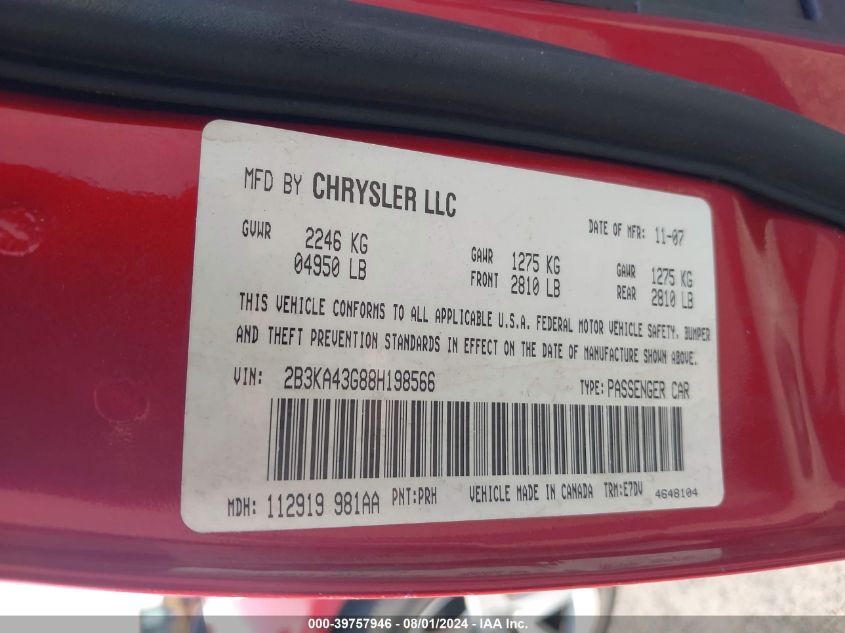 MFD BY CHRYSLER LLC
DATE OF MFR: 11-07
GVWR 2246 KG
04950 LB
GAWR FRONT 1275 KG
2810 LB
GAWR REAR 1275 KG
2810 LB
THIS VEHICLE CONFORMS TO ALL APPLICABLE U.S.A. FEDERAL MOTOR VEHICLE SAFETY, BUMPER
AND THEFT PREVENTION STANDARDS IN EFFECT ON THE DATE OF MANUFACTURE SHOWN ABOVE.
VIN: 2B3KA43G88H198566 TYPE: PASSENGER CAR
MDH: 112919 981AA PNT:PRH VEHICLE MADE IN CANADA TRM:E7DV 4648104
000-39757946 - 08/01/2024 - IAA Inc.